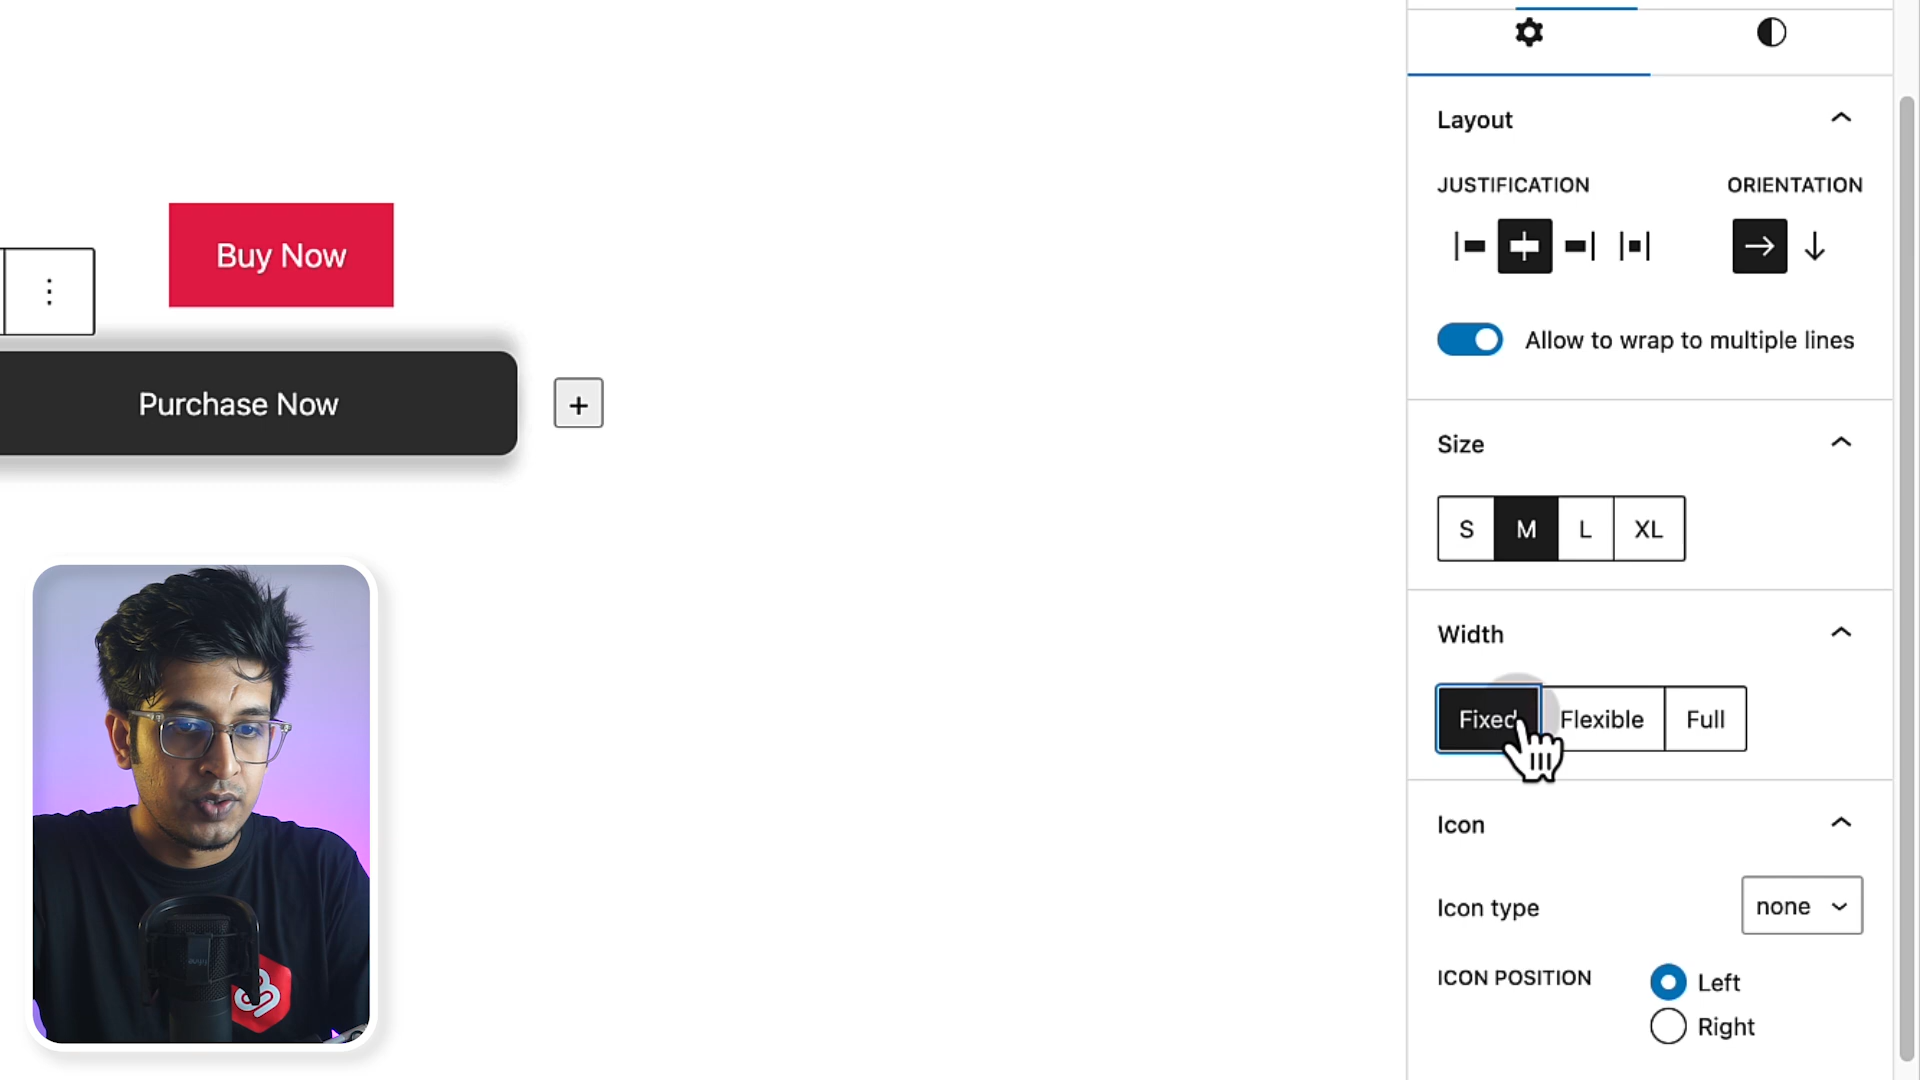 Layout
JUSTIFICATION
ORIENTATION
Buy Now
Allow to wrap to multiple lines
Purchase Now
+
Size
S M L XL
Width
Fixed Flexible Full
Icon
Icon type
none
ICON POSITION
Left
Right